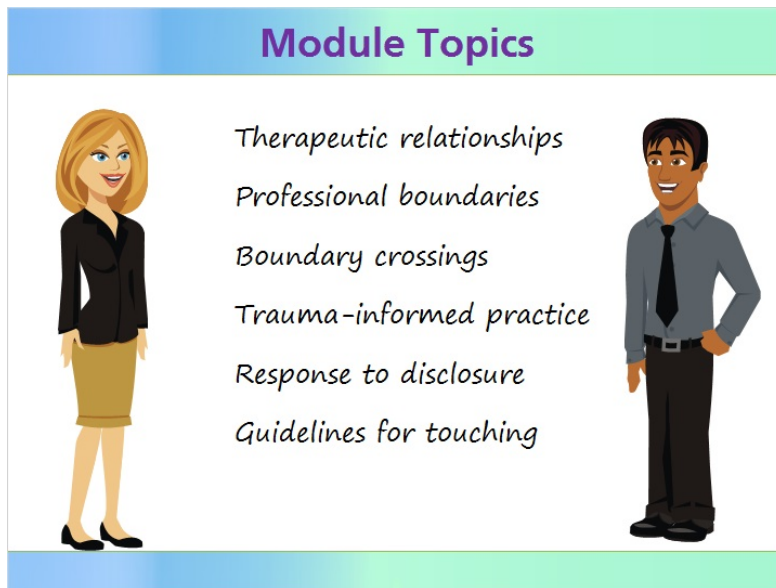 Module Topics
Therapeutic relationships
Professional boundaries
Boundary crossings
Trauma-informed practice
Response to disclosure
Guidelines for touching